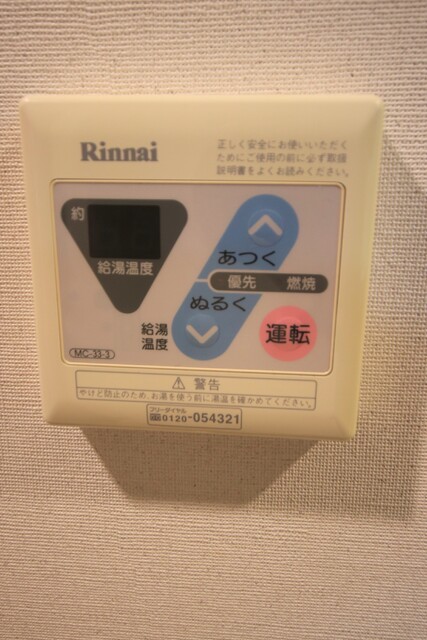 Rinnai
正しく安全にお使いいただく
ためにご使用の前に必ず取扱
説明書をよくお読みください。
約
給湯温度
あつく
優先 燃焼
ぬるく
給湯
温度
運転
MC-33-3
⚠ 警告
やけど防止のため、お湯を使う前に湯温を確かめてください。
フリーダイヤル
0120-054321